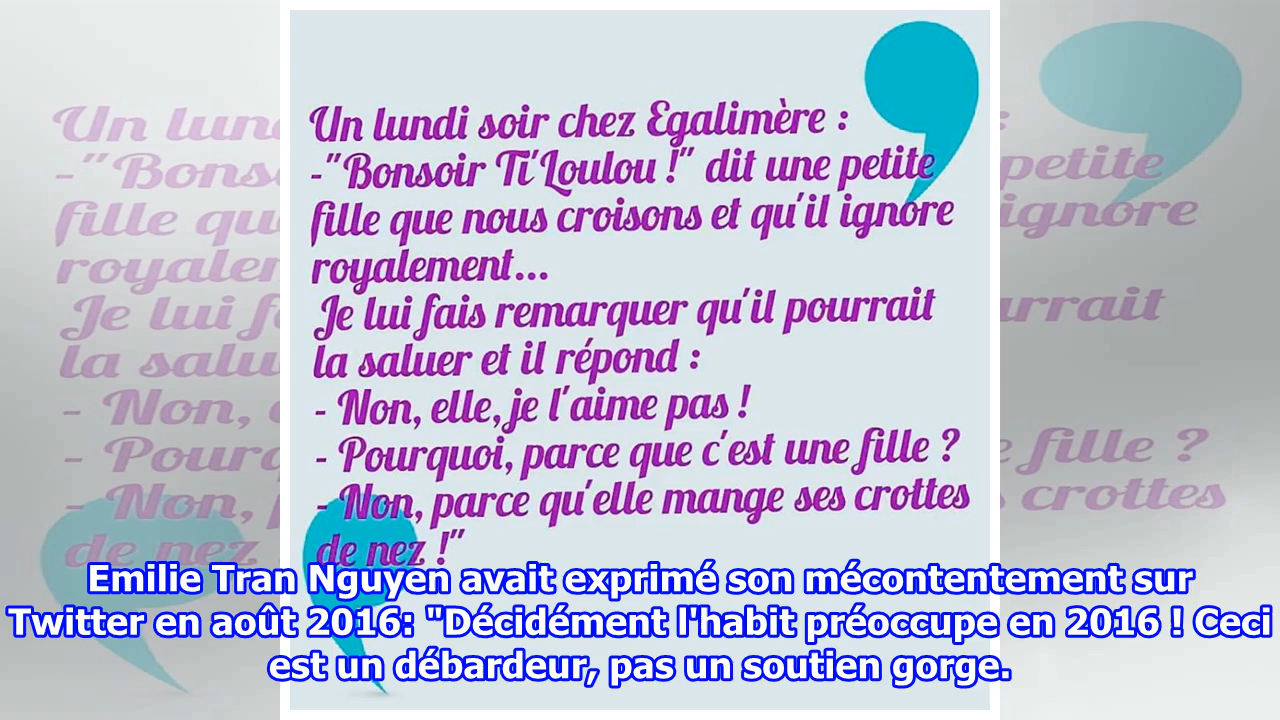 Un lundi soir chez Egalimère :
-"Bonsoir Ti'Loulou !" dit une petite
fille que nous croisons et qu'il ignore
royalement...
Je lui fais remarquer qu'il pourrait
la saluer et il répond :
- Non, elle, je l'aime pas !
- Pourquoi, parce que c'est une fille ?
- Non, parce qu'elle mange ses crottes
de nez !"
Emilie Tran Nguyen avait exprimé son mécontentement sur
Twitter en août 2016: "Décidément l'habit préoccupe en 2016 ! Ceci
est un débardeur, pas un soutien gorge.